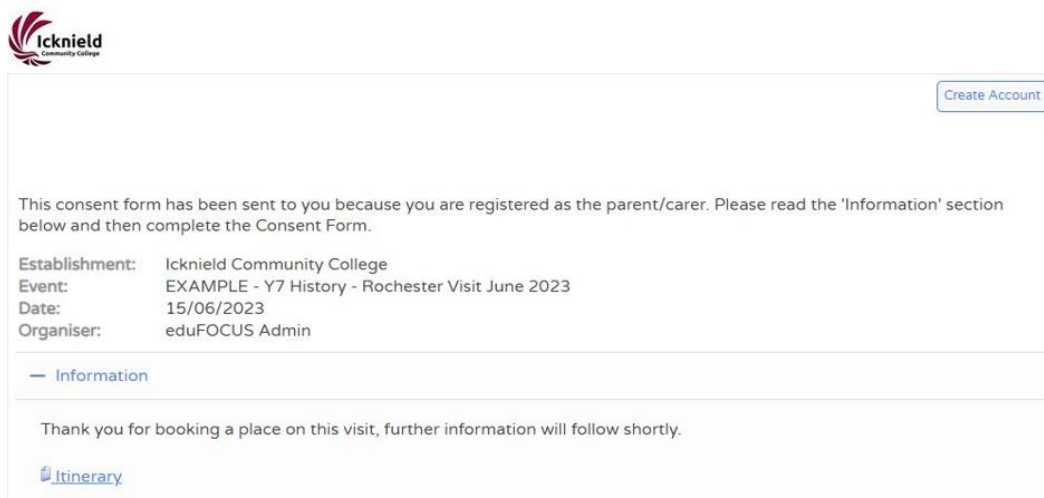 Icknield
Community College
Create Account
This consent form has been sent to you because you are registered as the parent/carer. Please read the 'Information' section
below and then complete the Consent Form.
Establishment: Icknield Community College
Event: EXAMPLE - Y7 History - Rochester Visit June 2023
Date: 15/06/2023
Organiser: eduFOCUS Admin
— Information
Thank you for booking a place on this visit, further information will follow shortly.
Itinerary